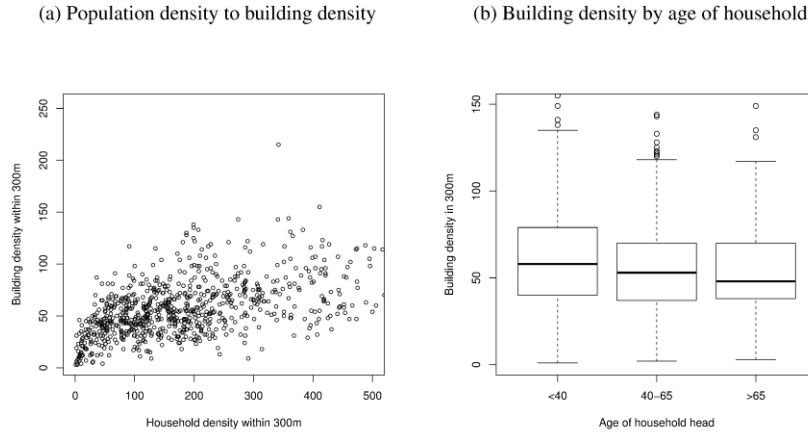 (a) Population density to building density
(b) Building density by age of household
Building density within 300m
250
200
150
100
50
0
0 100 200 300 400 500
Household density within 300m
Building density in 300m
150
100
50
0
<40 40−65 >65
Age of household head